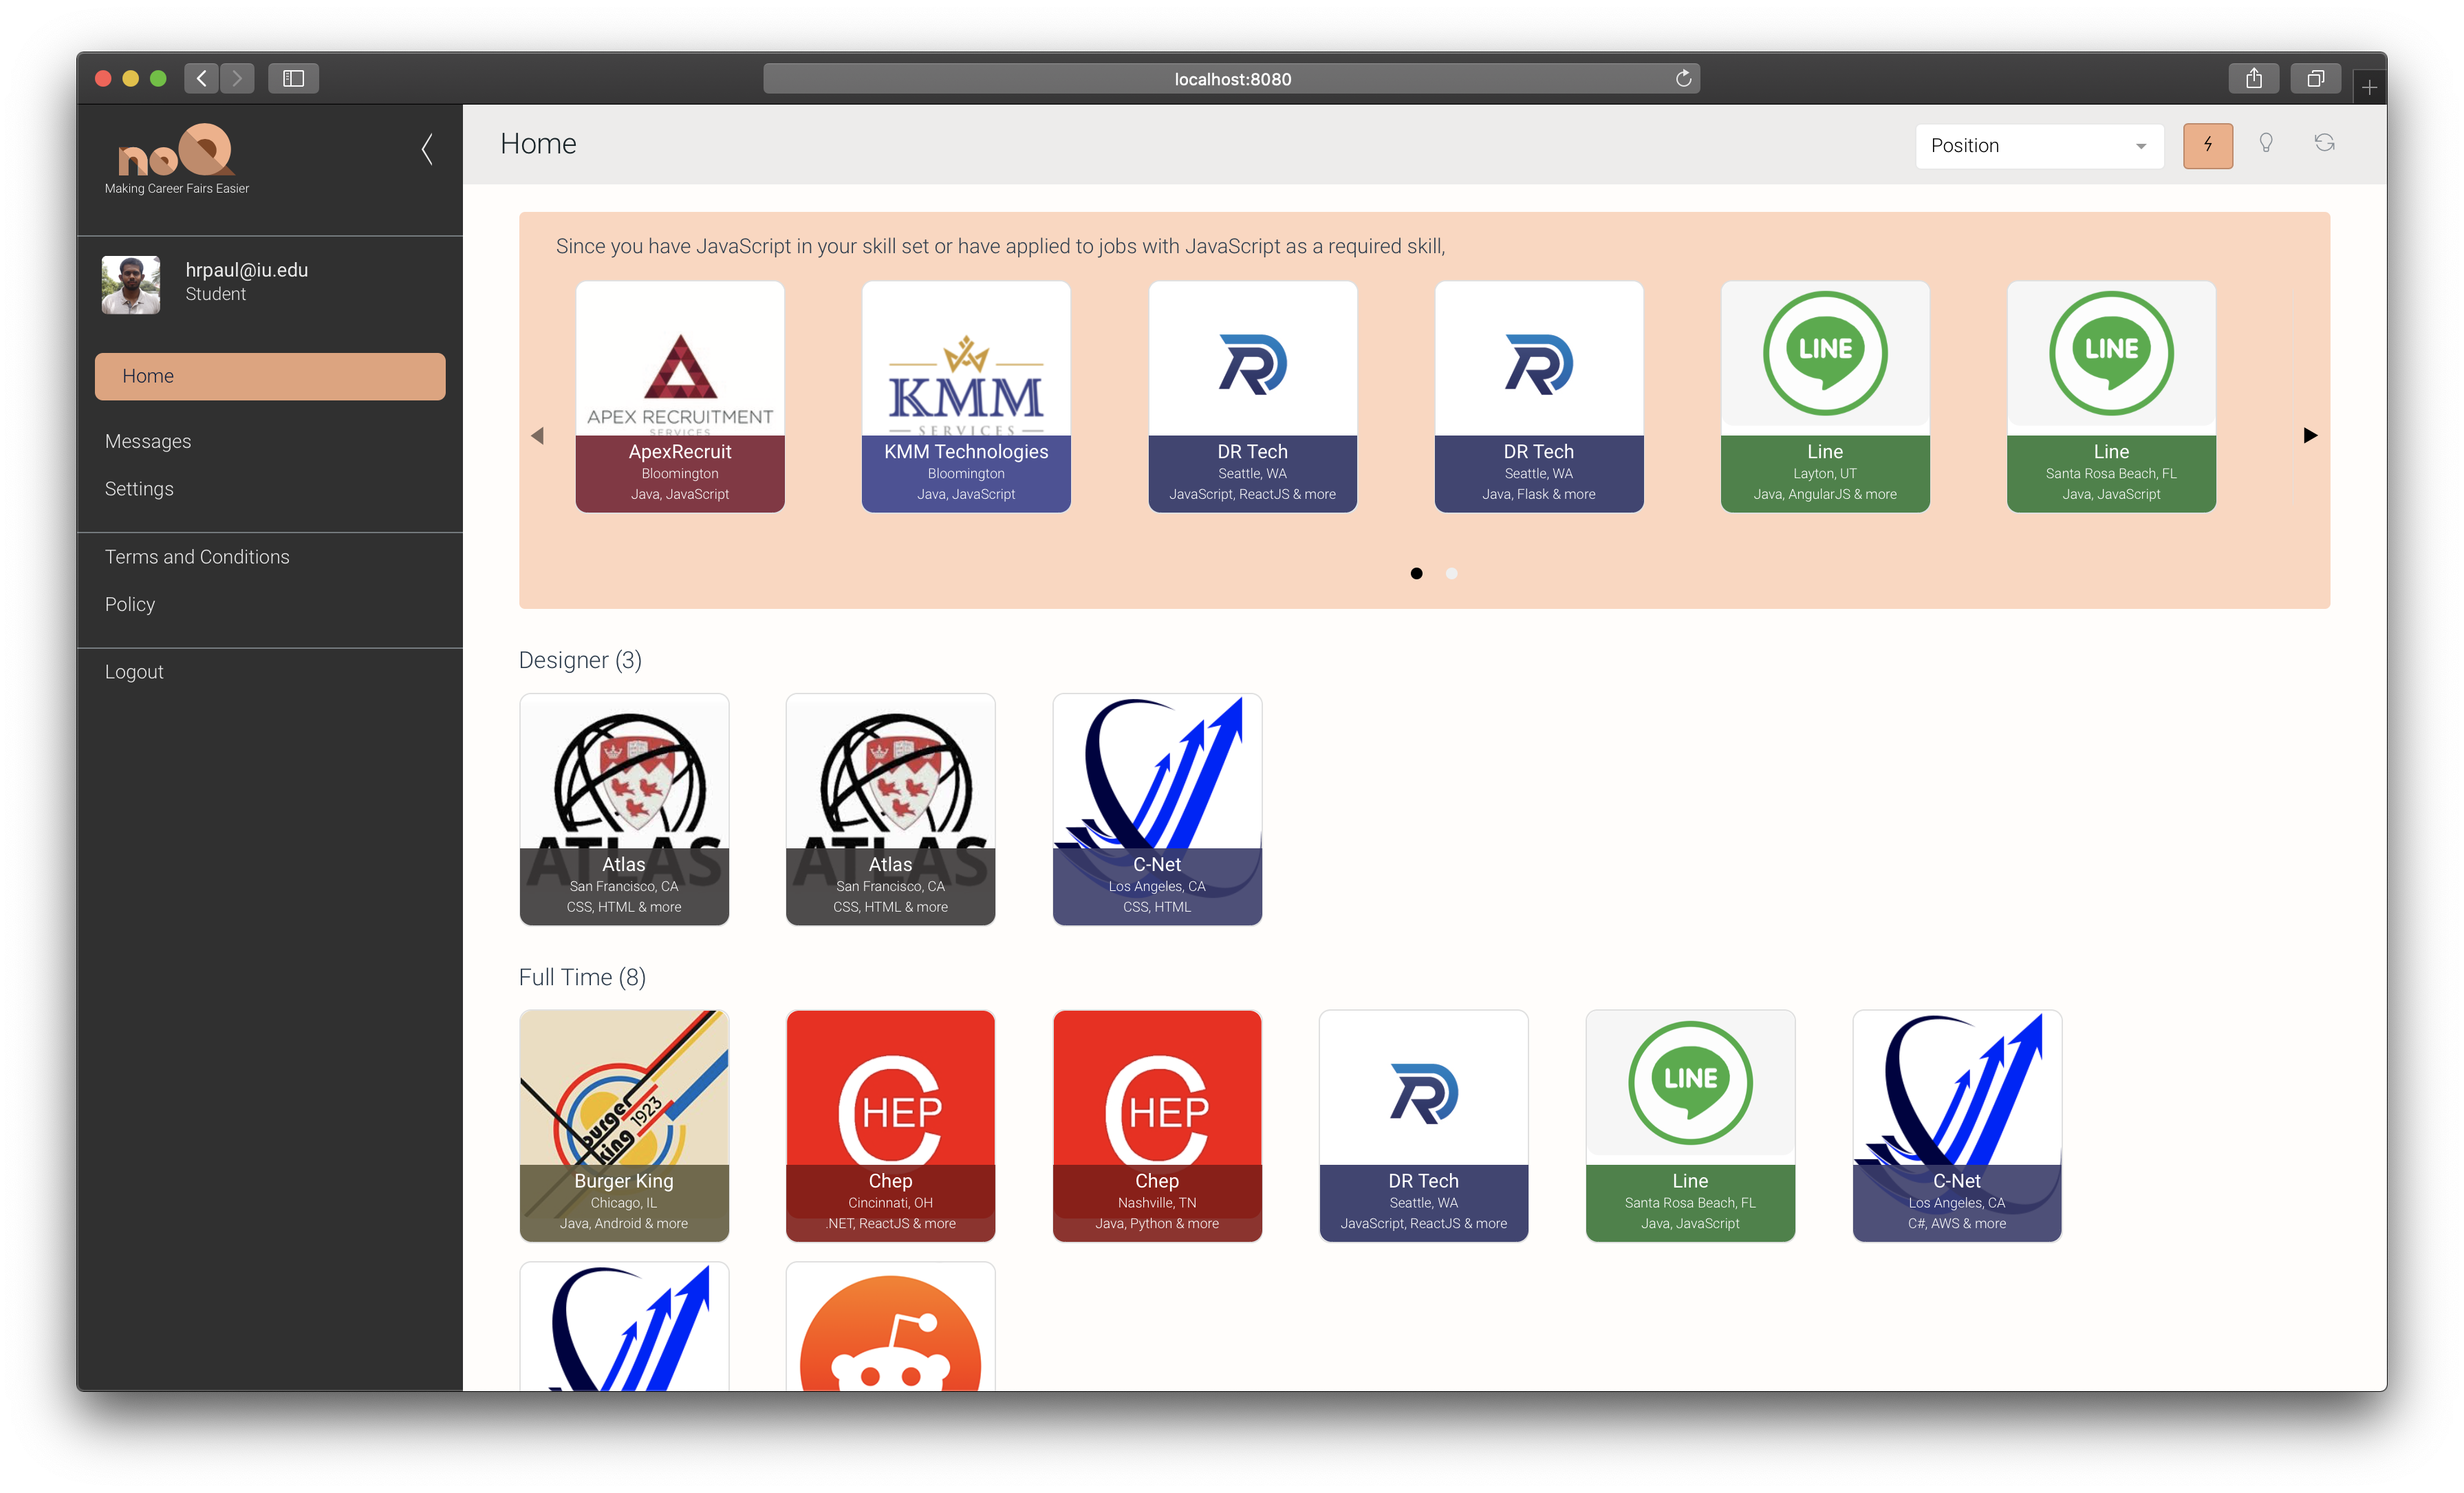 localhost:8080
noQ
Making Career Fairs Easier
Home
Position
hrpaul@iu.edu
Student
Home
Messages
Settings
Terms and Conditions
Policy
Logout
Since you have JavaScript in your skill set or have applied to jobs with JavaScript as a required skill,
APEX RECRUITMENT
SERVICES
ApexRecruit
Bloomington
Java, JavaScript
KMM
SERVICES
KMM Technologies
Bloomington
Java, JavaScript
DR Tech
Seattle, WA
JavaScript, ReactJS & more
DR Tech
Seattle, WA
Java, Flask & more
LINE
Line
Layton, UT
Java, AngularJS & more
LINE
Line
Santa Rosa Beach, FL
Java, JavaScript
Designer (3)
ATLAS
Atlas
San Francisco, CA
CSS, HTML & more
ATLAS
Atlas
San Francisco, CA
CSS, HTML & more
C-Net
Los Angeles, CA
CSS, HTML
Full Time (8)
burger
king 1923
Burger King
Chicago, IL
Java, Android & more
CHEP
Chep
Cincinnati, OH
.NET, ReactJS & more
CHEP
Chep
Nashville, TN
Java, Python & more
DR Tech
Seattle, WA
JavaScript, ReactJS & more
LINE
Line
Santa Rosa Beach, FL
Java, JavaScript
C-Net
Los Angeles, CA
C#, AWS & more